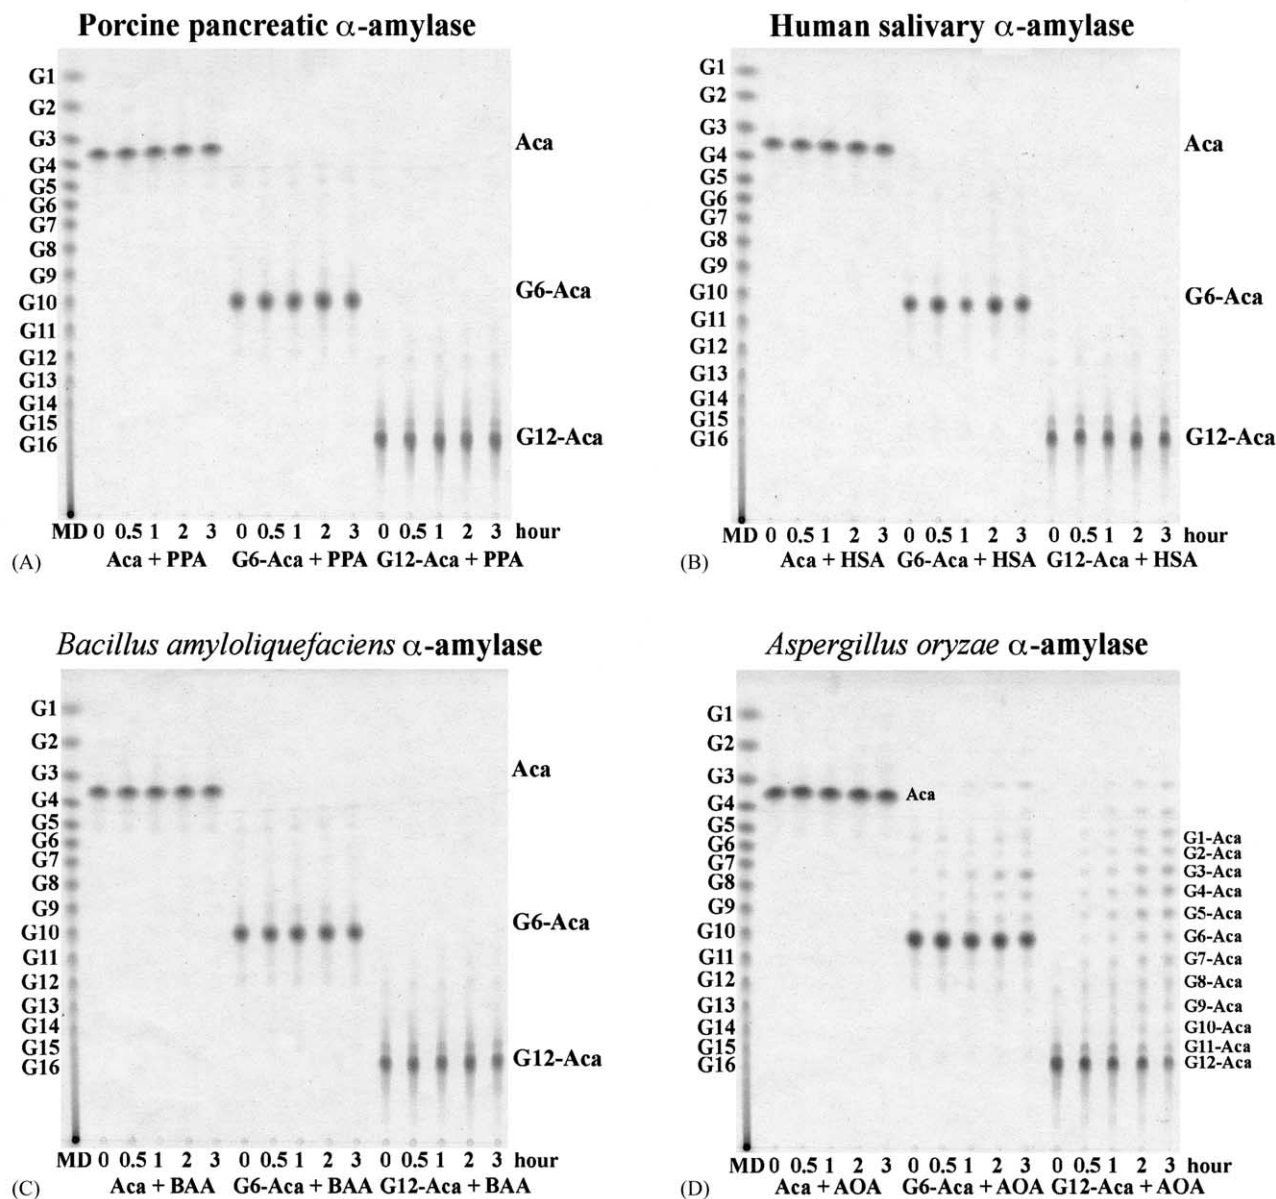 Porcine pancreatic α-amylase
G1
G2
G3
G4
G5
G6
G7
G8
G9
G10
G11
G12
G13
G14
G15
G16
Aca
G6-Aca
G12-Aca
MD 0 0.5 1 2 3 0 0.5 1 2 3 0 0.5 1 2 3 hour
(A) Aca + PPA G6-Aca + PPA G12-Aca + PPA
Human salivary α-amylase
G1
G2
G3
G4
G5
G6
G7
G8
G9
G10
G11
G12
G13
G14
G15
G16
Aca
G6-Aca
G12-Aca
MD 0 0.5 1 2 3 0 0.5 1 2 3 0 0.5 1 2 3 hour
(B) Aca + HSA G6-Aca + HSA G12-Aca + HSA
Bacillus amyloliquefaciens α-amylase
G1
G2
G3
G4
G5
G6
G7
G8
G9
G10
G11
G12
G13
G14
G15
G16
Aca
G6-Aca
G12-Aca
MD 0 0.5 1 2 3 0 0.5 1 2 3 0 0.5 1 2 3 hour
(C) Aca + BAA G6-Aca + BAA G12-Aca + BAA
Aspergillus oryzae α-amylase
G1
G2
G3
G4
G5
G6
G7
G8
G9
G10
G11
G12
G13
G14
G15
G16
Aca
G1-Aca
G2-Aca
G3-Aca
G4-Aca
G5-Aca
G6-Aca
G7-Aca
G8-Aca
G9-Aca
G10-Aca
G11-Aca
G12-Aca
MD 0 0.5 1 2 3 0 0.5 1 2 3 0 0.5 1 2 3 hour
(D) Aca + AOA G6-Aca + AOA G12-Aca + AOA